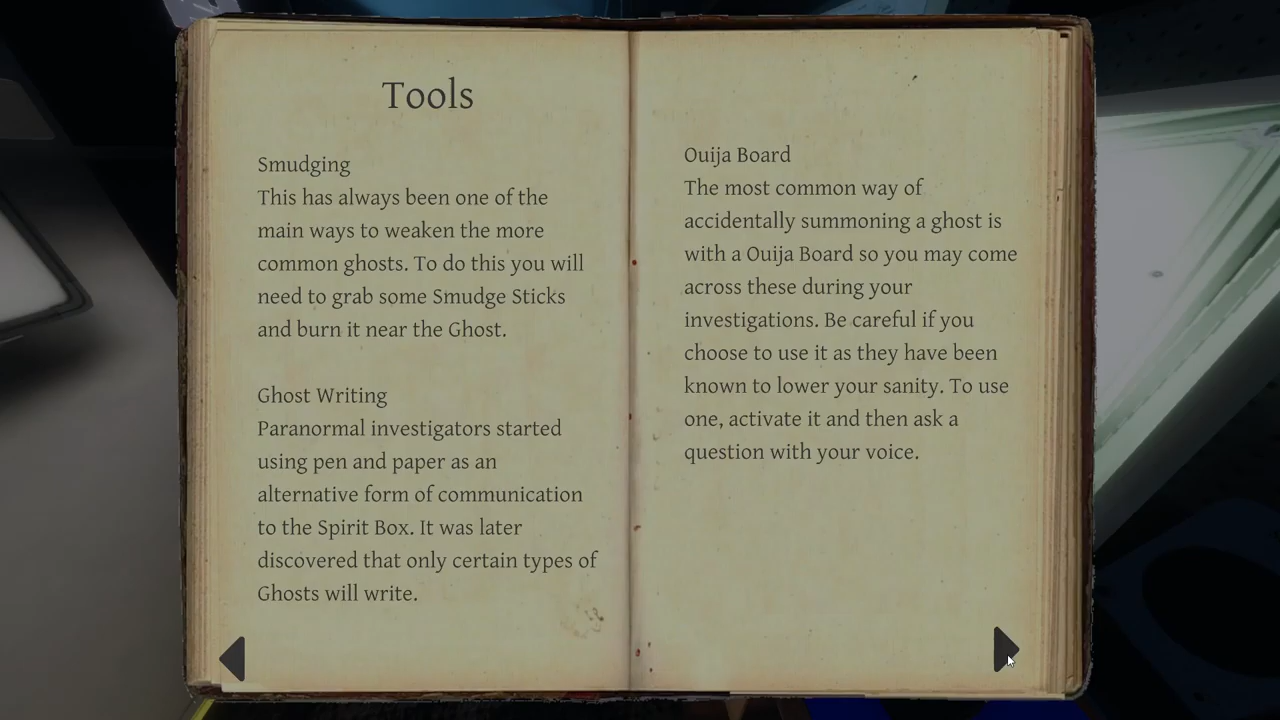 Tools
Smudging
This has always been one of the
main ways to weaken the more
common ghosts. To do this you will
need to grab some Smudge Sticks
and burn it near the Ghost.
Ghost Writing
Paranormal investigators started
using pen and paper as an
alternative form of communication
to the Spirit Box. It was later
discovered that only certain types of
Ghosts will write.
Ouija Board
The most common way of
accidentally summoning a ghost is
with a Ouija Board so you may come
across these during your
investigations. Be careful if you
choose to use it as they have been
known to lower your sanity. To use
one, activate it and then ask a
question with your voice.